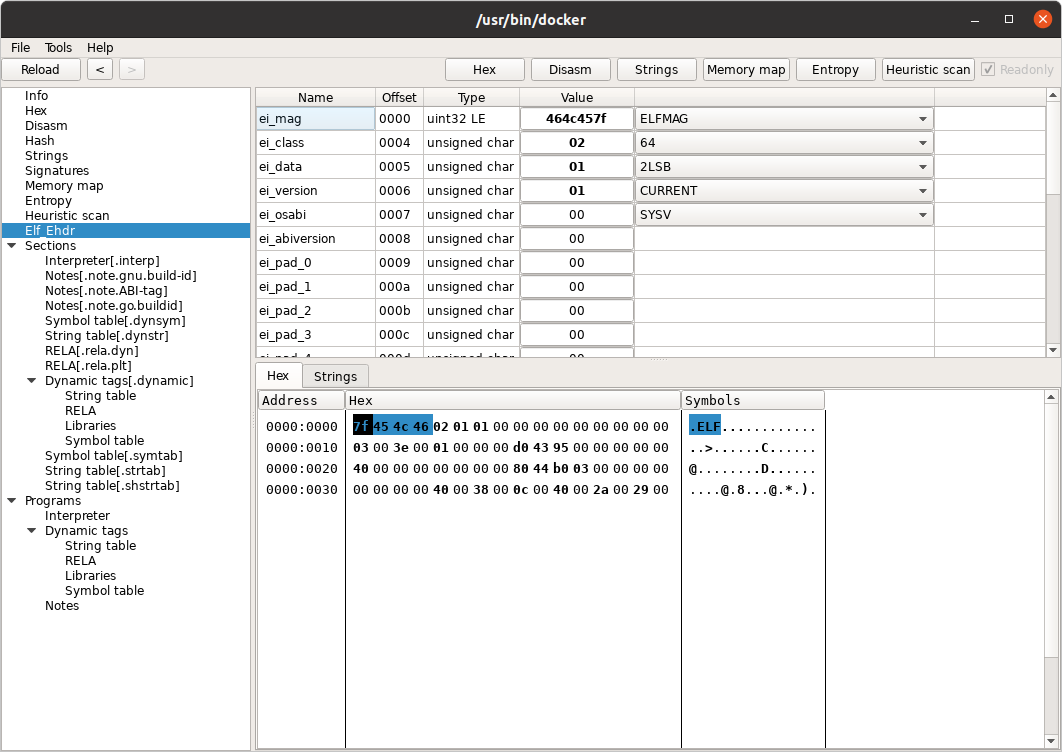 /usr/bin/docker
File Tools Help
Reload < > Hex Disasm Strings Memory map Entropy Heuristic scan Readonly
Info
Hex
Disasm
Hash
Strings
Signatures
Memory map
Entropy
Heuristic scan
Elf_Ehdr
Sections
Interpreter[.interp]
Notes[.note.gnu.build-id]
Notes[.note.ABI-tag]
Notes[.note.go.buildid]
Symbol table[.dynsym]
String table[.dynstr]
RELA[.rela.dyn]
RELA[.rela.plt]
Dynamic tags[.dynamic]
String table
RELA
Libraries
Symbol table
Symbol table[.symtab]
String table[.strtab]
String table[.shstrtab]
Programs
Interpreter
Dynamic tags
String table
RELA
Libraries
Symbol table
Notes
Name Offset Type Value
ei_mag 0000 uint32 LE 464c457f ELFMAG
ei_class 0004 unsigned char 02 64
ei_data 0005 unsigned char 01 2LSB
ei_version 0006 unsigned char 01 CURRENT
ei_osabi 0007 unsigned char 00 SYSV
ei_abiversion 0008 unsigned char 00
ei_pad_0 0009 unsigned char 00
ei_pad_1 000a unsigned char 00
ei_pad_2 000b unsigned char 00
ei_pad_3 000c unsigned char 00
ei_pad_4 000d unsigned char 00
Hex Strings
Address Hex Symbols
0000:0000 7f 45 4c 46 02 01 01 00 00 00 00 00 00 00 00 00 .ELF............
0000:0010 03 00 3e 00 01 00 00 00 d0 43 95 00 00 00 00 00 ..>......C......
0000:0020 40 00 00 00 00 00 00 00 80 44 b0 03 00 00 00 00 @........D......
0000:0030 00 00 00 00 40 00 38 00 0c 00 40 00 2a 00 29 00 ....@.8...@.*.).